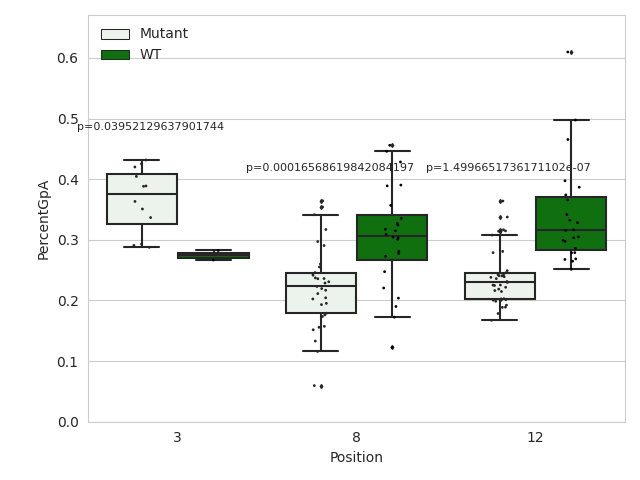 Mutant
WT
0.6
0.5
0.4
0.3
0.2
0.1
0.0
PercentGpA
p=0.03952129637901744
p=0.00016568619842084197
p=1.4996651736171102e-07
3
8
12
Position